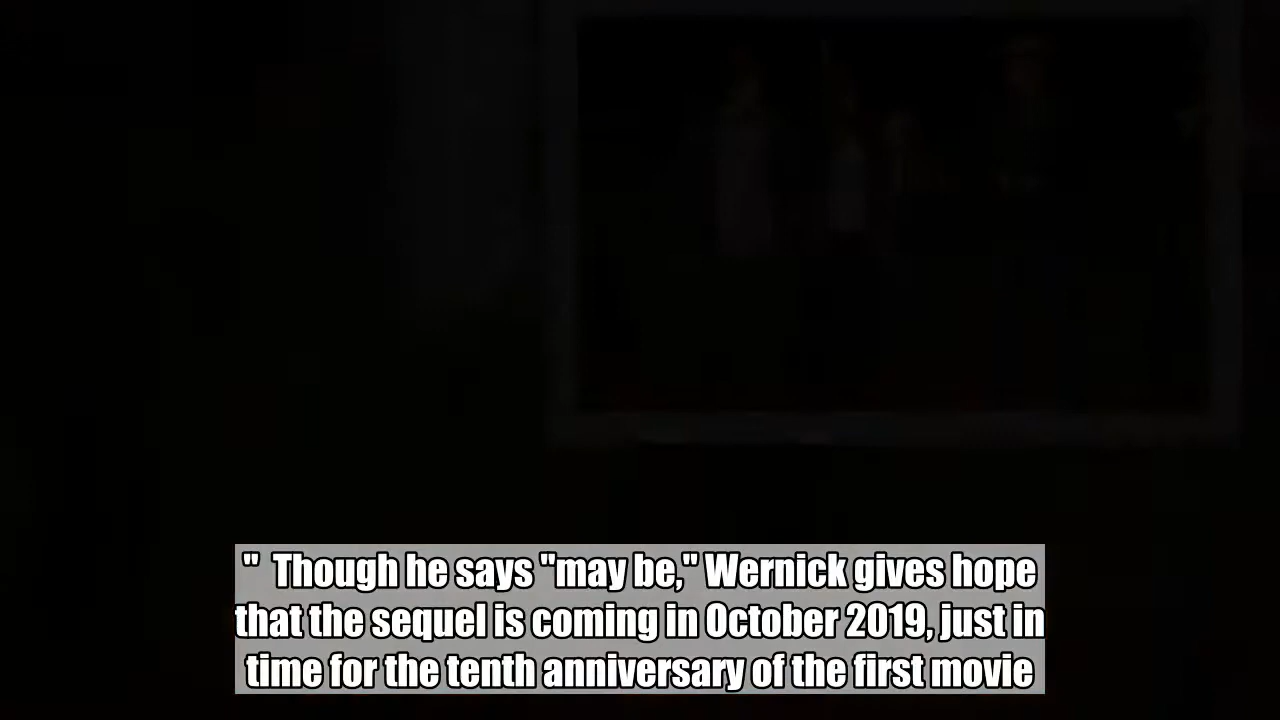 "  Though he says "may be," Wernick gives hope
that the sequel is coming in October 2019, just in
time for the tenth anniversary of the first movie